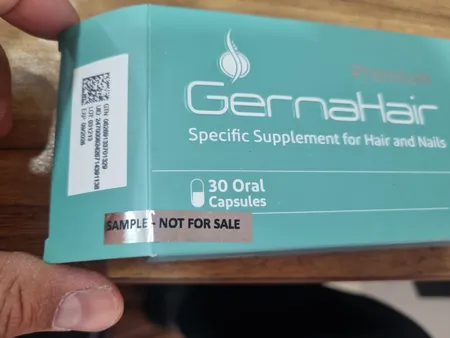 Premium
GernaHair
Specific Supplement for Hair and Nails
30 Oral
Capsules
SAMPLE - NOT FOR SALE